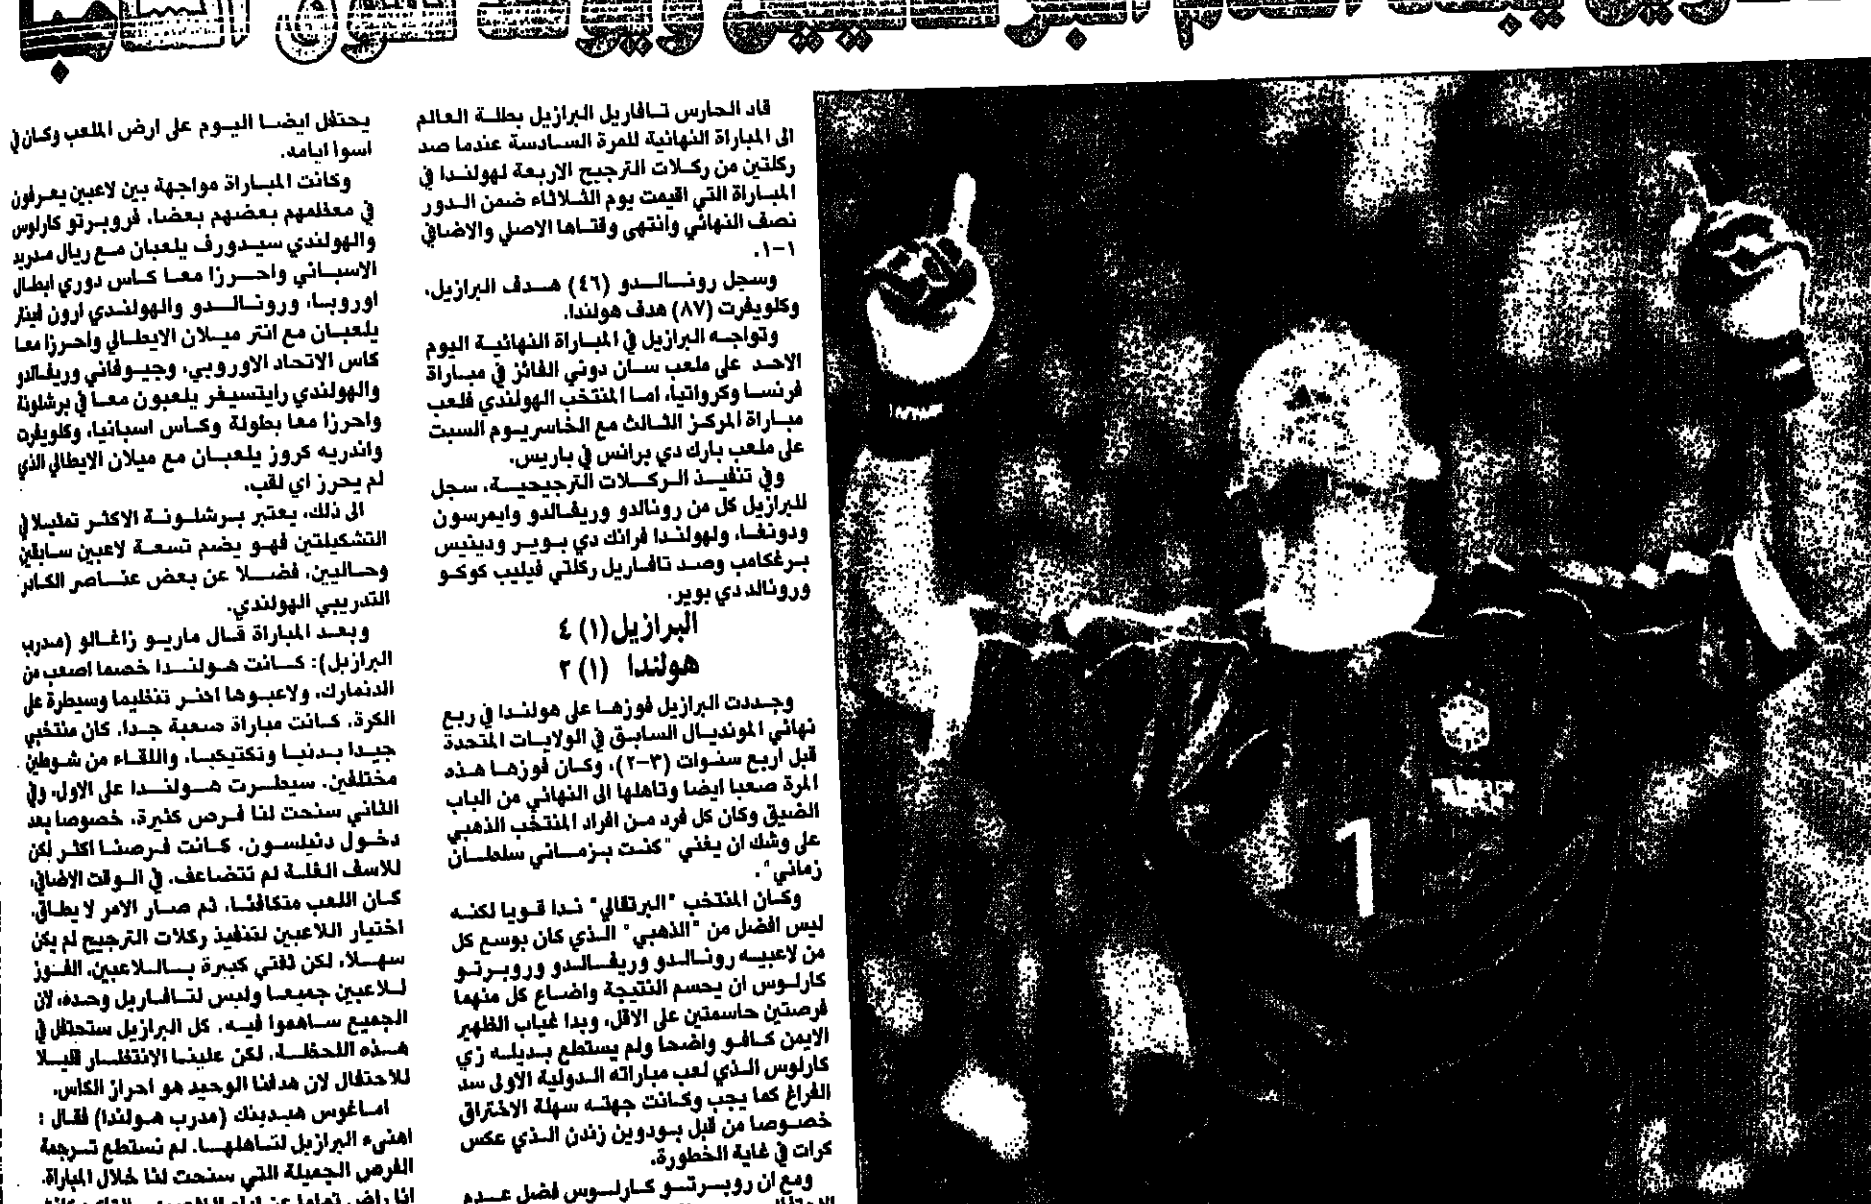 قاد الحارس تافاريل البرازيل بطلة العالم
الى المباراة النهائية للمرة السادسة عندما صد
ركلتين من ركلات الترجيح الاربعة لهولندا في
المباراة التي اقيمت يوم الثلاثاء ضمن الدور
نصف النهائي وانتهى وقتاها الاصلي والاضافي
١-١.
وسجل رونالدو (٤٦) هدف البرازيل،
وكلويفرت (٨٧) هدف هولندا.
وتواجه البرازيل في المباراة النهائية اليوم
الاحد على ملعب سان دوني الفائز في مباراة
فرنسا وكرواتيا، اما المنتخب الهولندي فلعب
مباراة المركز الثالث مع الخاسر يوم السبت
على ملعب بارك دي برانس في باريس.
وفي تنفيذ الركلات الترجيحية، سجل
للبرازيل كل من رونالدو وريفالدو وايمرسون
ودونغا، ولهولندا فرانك دي بوير ودينيس
برغكامب وصد تافاريل ركلتي فيليب كوكو
ورونالد دي بوير.
البرازيل (١) ٤
هولندا (١) ٢
وجددت البرازيل فوزها على هولندا في ربع
نهائي المونديال السابق في الولايات المتحدة
قبل اربع سنوات (٣-٢)، وكان فوزها هذه
المرة صعبا ايضا وتاهلها الى النهائي من الباب
الضيق وكان كل فرد من افراد المنتخب الذهبي
على وشك ان يغني "كنت بزماني سلطان
زماني".
وكان المنتخب "البرتقالي" ندا قويا لكنه
ليس افضل من "الذهبي" الذي كان بوسع كل
من لاعبيه رونالدو وريفالدو وروبرتو
كارلوس ان يحسم النتيجة واضاع كل منهما
فرصتين حاسمتين على الاقل، وبدا غياب الظهير
الايمن كافو واضحا ولم يستطع بديله زي
كارلوس الذي لعب مباراته الدولية الاولى سد
الفراغ كما يجب وكانت جهته سهلة الاختراق
خصوصا من قبل بودوين زندن الذي عكس
كرات في غاية الخطورة.
ومع ان روبرتو كارلوس فضل عدم
يحتفل ايضا اليوم على ارض الملعب وكان في
اسوا ايامه.
وكانت المباراة مواجهة بين لاعبين يعرفون
في معظمهم بعضهم بعضا، فروبرتو كارلوس
والهولندي سيدورف يلعبان مع ريال مدريد
الاسباني واحرزا معا كاس دوري ابطال
اوروبا، ورونالدو والهولندي ارون فينتر
يلعبان مع انتر ميلان الايطالي واحرزا معا
كاس الاتحاد الاوروبي، وجيوفاني وريفالدو
والهولندي رايتسيغر يلعبون معا في برشلونة
واحرزا معا بطولة وكاس اسبانيا، وكلويفرت
واندريه كروز يلعبان مع ميلان الايطالي الذي
لم يحرز اي لقب.
الى ذلك، يعتبر برشلونة الاكثر تمثيلا في
التشكيلتين فهو يضم تسعة لاعبين سابقين
وحاليين، فضلا عن بعض عناصر الكادر
التدريبي الهولندي.
وبعد المباراة قال ماريو زاغالو (مدرب
البرازيل): كانت هولندا خصما اصعب من
الدنمارك، ولاعبوها اكثر تنظيما وسيطرة على
الكرة، كانت مباراة صعبة جدا، كان منتخبي
جيدا بدنيا وتكتيكيا، واللقاء من شوطين
مختلفين. سيطرت هولندا على الاول، وفي
الثاني سنحت لنا فرص كثيرة، خصوصا بعد
دخول دنيلسون، كانت فرصنا اكثر لكن
للاسف الغلة لم تتضاعف. في الوقت الاضافي،
كان اللعب متكافئا، ثم صار الامر لا يطاق.
اختيار اللاعبين لتنفيذ ركلات الترجيح لم يكن
سهلا، لكن ثقتي كبيرة باللاعبين، الفوز
للاعبين جميعا وليس لتافاريل وحده، لان
الجميع ساهموا فيه. كل البرازيل ستحتفل في
هذه اللحظة، لكن علينا الانتظار قليلا
للاحتفال لان هدفنا الوحيد هو احراز الكاس.
اما غوس هيدينك (مدرب هولندا) فقال :
اهنىء البرازيل لتاهلها، لم نستطع ترجمة
الفرص الجميلة التي سنحت لنا خلال المباراة.
1